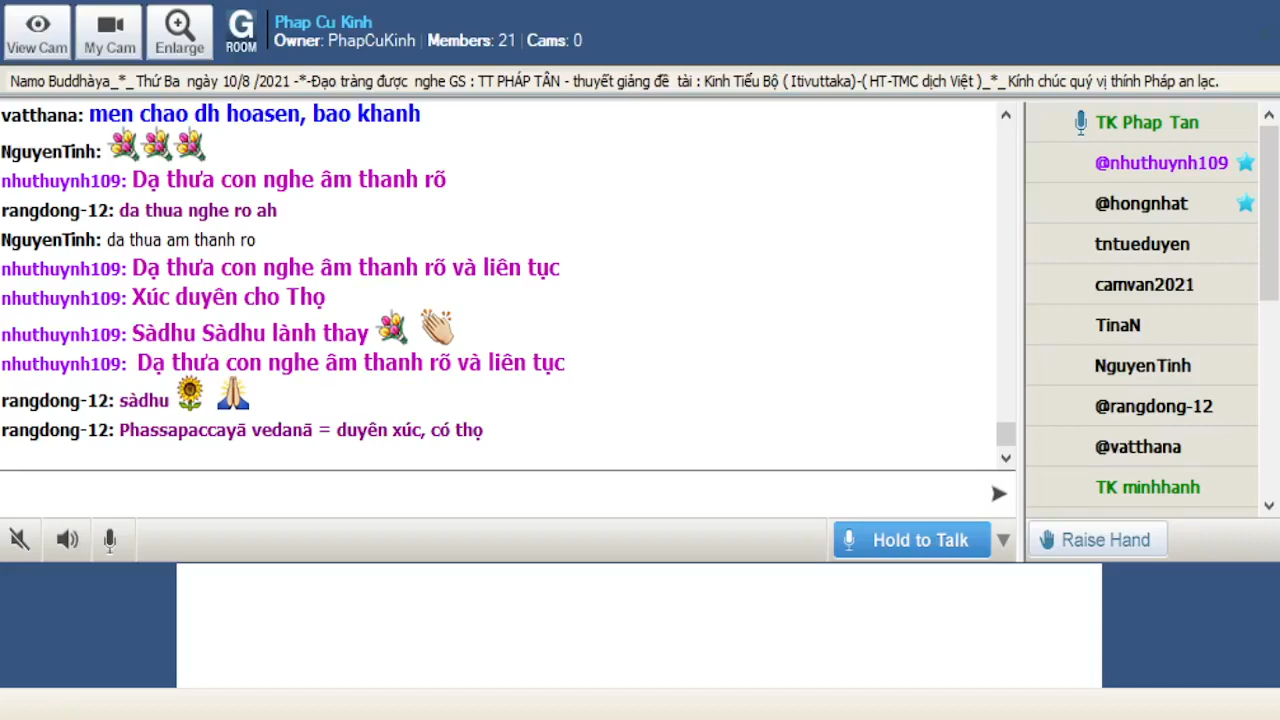 View Cam
My Cam
Enlarge
G
ROOM
Phap Cu Kinh
Owner: PhapCuKinh | Members: 21 | Cams: 0
Namo Buddhàya_*_ Thứ Ba ngày 10/8 /2021 -*-Đạo tràng được nghe GS : TT PHÁP TÂN - thuyết giảng đề tài : Kinh Tiểu Bộ ( Itivuttaka)-( HT-TMC dịch Việt )_*_ Kính chúc quý vị thính Pháp an lạc.
vatthana: men chao dh hoasen, bao khanh
NguyenTinh:
nhuthuynh109: Dạ thưa con nghe âm thanh rõ
rangdong-12: da thua nghe ro ah
NguyenTinh: da thua am thanh ro
nhuthuynh109: Dạ thưa con nghe âm thanh rõ và liên tục
nhuthuynh109: Xúc duyên cho Thọ
nhuthuynh109: Sàdhu Sàdhu lành thay
nhuthuynh109: Dạ thưa con nghe âm thanh rõ và liên tục
rangdong-12: sàdhu
rangdong-12: Phassapaccayā vedanā = duyên xúc, có thọ
TK Phap Tan
@nhuthuynh109
@hongnhat
tntueduyen
camvan2021
TinaN
NguyenTinh
@rangdong-12
@vatthana
TK minhhanh
Hold to Talk
Raise Hand